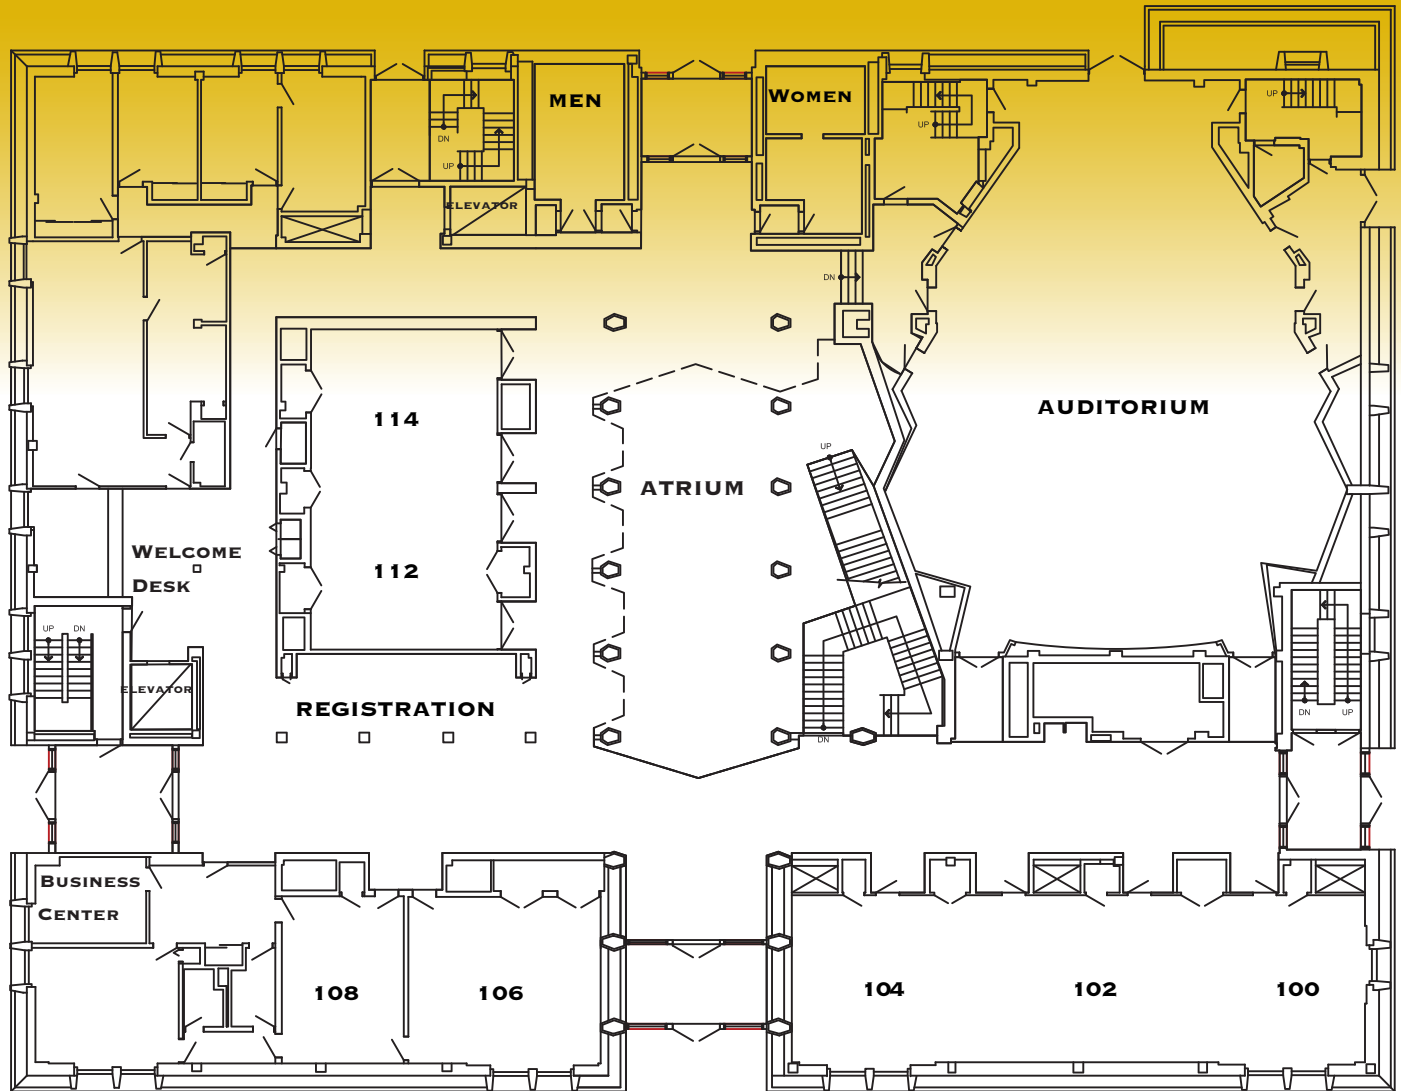 MEN
WOMEN
UP
UP
DN
UP
ELEVATOR
DN
114
AUDITORIUM
UP
ATRIUM
WELCOME
DESK
112
UP DN
ELEVATOR
REGISTRATION
DN UP
DN
BUSINESS
CENTER
108
106
104
102
100